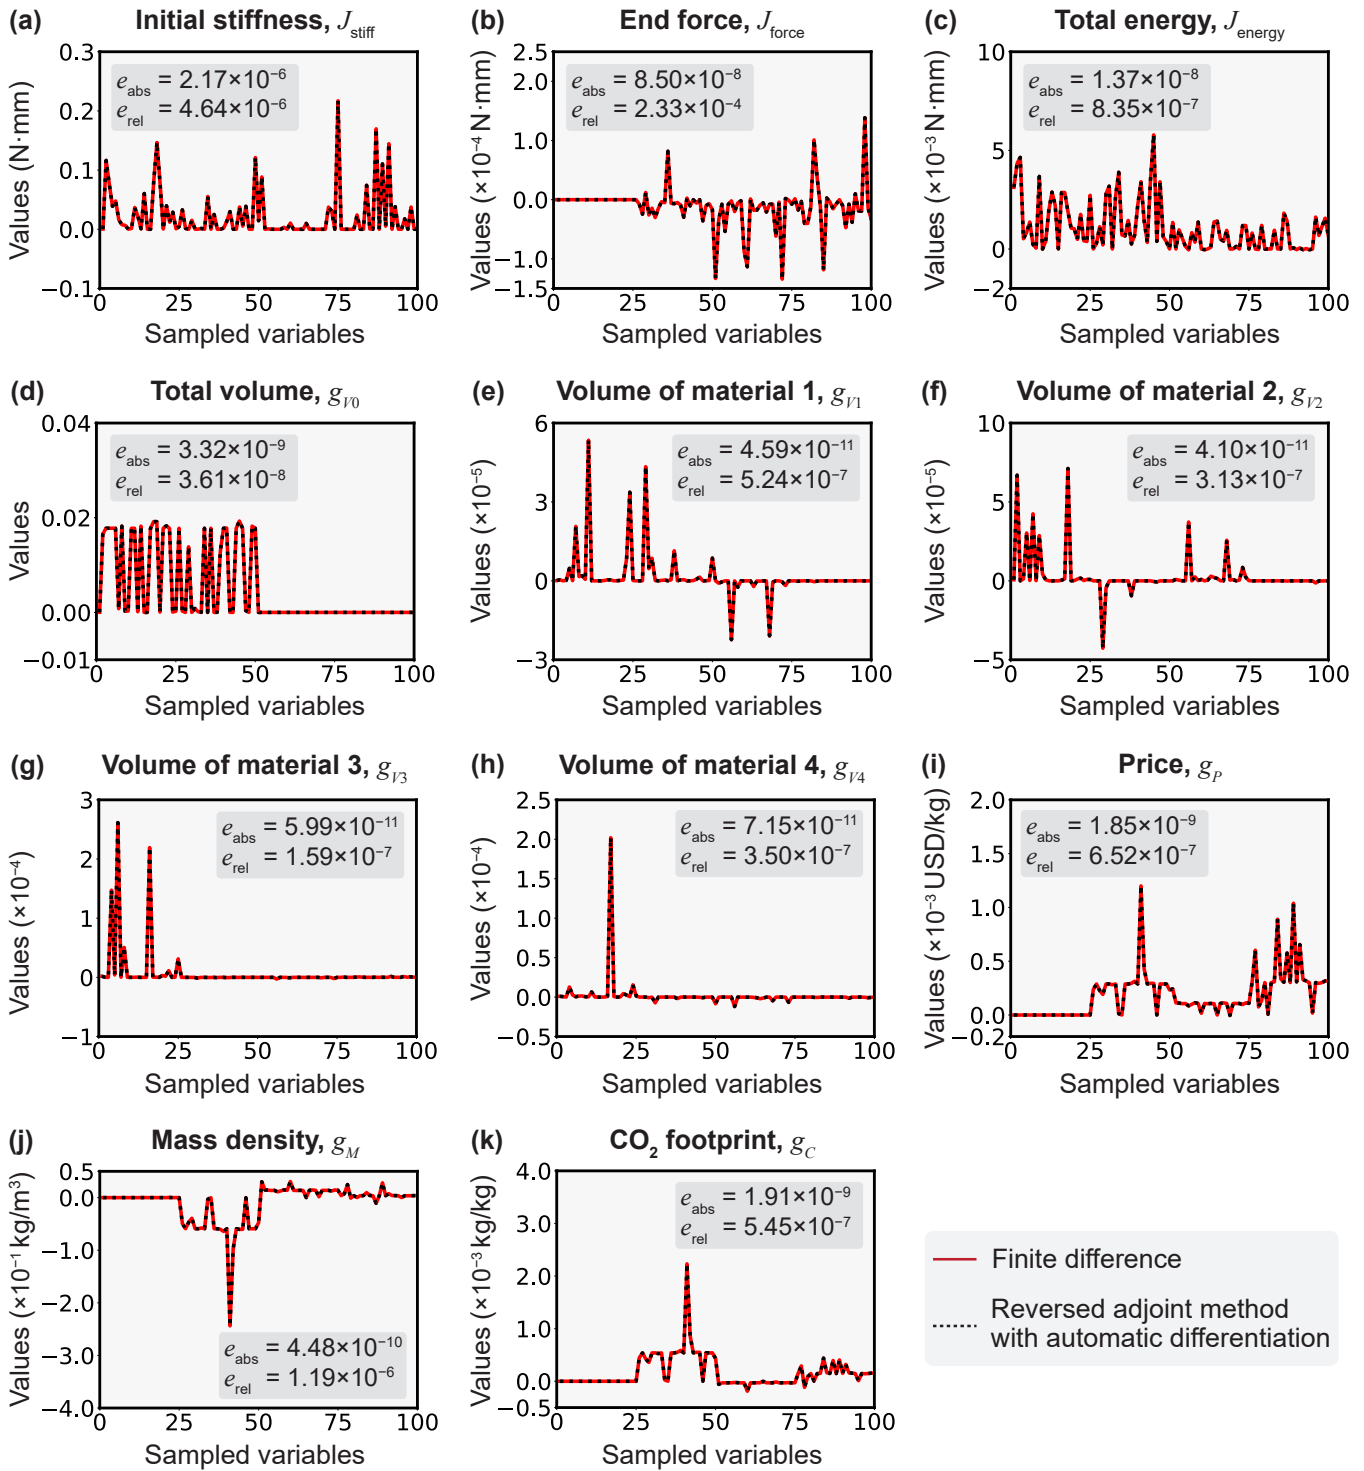 (a) Initial stiffness, J_stiff
0.3
0.2
0.1
0.0
−0.1
Values (N·mm)
e_abs = 2.17×10⁻⁶
e_rel = 4.64×10⁻⁶
0 25 50 75 100
Sampled variables
(b) End force, J_force
2.5
2.0
1.0
0.0
−1.0
−1.5
Values (×10⁻⁴ N·mm)
e_abs = 8.50×10⁻⁸
e_rel = 2.33×10⁻⁴
0 25 50 75 100
Sampled variables
(c) Total energy, J_energy
10
5
0
−2
Values (×10⁻³ N·mm)
e_abs = 1.37×10⁻⁸
e_rel = 8.35×10⁻⁷
0 25 50 75 100
Sampled variables
(d) Total volume, g_V0
0.04
0.02
0.00
−0.01
Values
e_abs = 3.32×10⁻⁹
e_rel = 3.61×10⁻⁸
0 25 50 75 100
Sampled variables
(e) Volume of material 1, g_V1
6
3
0
−3
Values (×10⁻⁵)
e_abs = 4.59×10⁻¹¹
e_rel = 5.24×10⁻⁷
0 25 50 75 100
Sampled variables
(f) Volume of material 2, g_V2
10
5
0
−5
Values (×10⁻⁵)
e_abs = 4.10×10⁻¹¹
e_rel = 3.13×10⁻⁷
0 25 50 75 100
Sampled variables
(g) Volume of material 3, g_V3
3
2
1
0
−1
Values (×10⁻⁴)
e_abs = 5.99×10⁻¹¹
e_rel = 1.59×10⁻⁷
0 25 50 75 100
Sampled variables
(h) Volume of material 4, g_V4
2.5
2.0
1.5
1.0
0.5
0.0
−0.5
Values (×10⁻⁴)
e_abs = 7.15×10⁻¹¹
e_rel = 3.50×10⁻⁷
0 25 50 75 100
Sampled variables
(i) Price, g_P
2.0
1.5
1.0
0.5
0.0
−0.2
Values (×10⁻³ USD/kg)
e_abs = 1.85×10⁻⁹
e_rel = 6.52×10⁻⁷
0 25 50 75 100
Sampled variables
(j) Mass density, g_M
0.5
0.0
−1.0
−2.0
−3.0
−4.0
Values (×10⁻¹ kg/m³)
e_abs = 4.48×10⁻¹⁰
e_rel = 1.19×10⁻⁶
0 25 50 75 100
Sampled variables
(k) CO₂ footprint, g_C
4.0
3.0
2.0
1.0
0.0
−0.5
Values (×10⁻³ kg/kg)
e_abs = 1.91×10⁻⁹
e_rel = 5.45×10⁻⁷
0 25 50 75 100
Sampled variables
Finite difference
Reversed adjoint method
with automatic differentiation